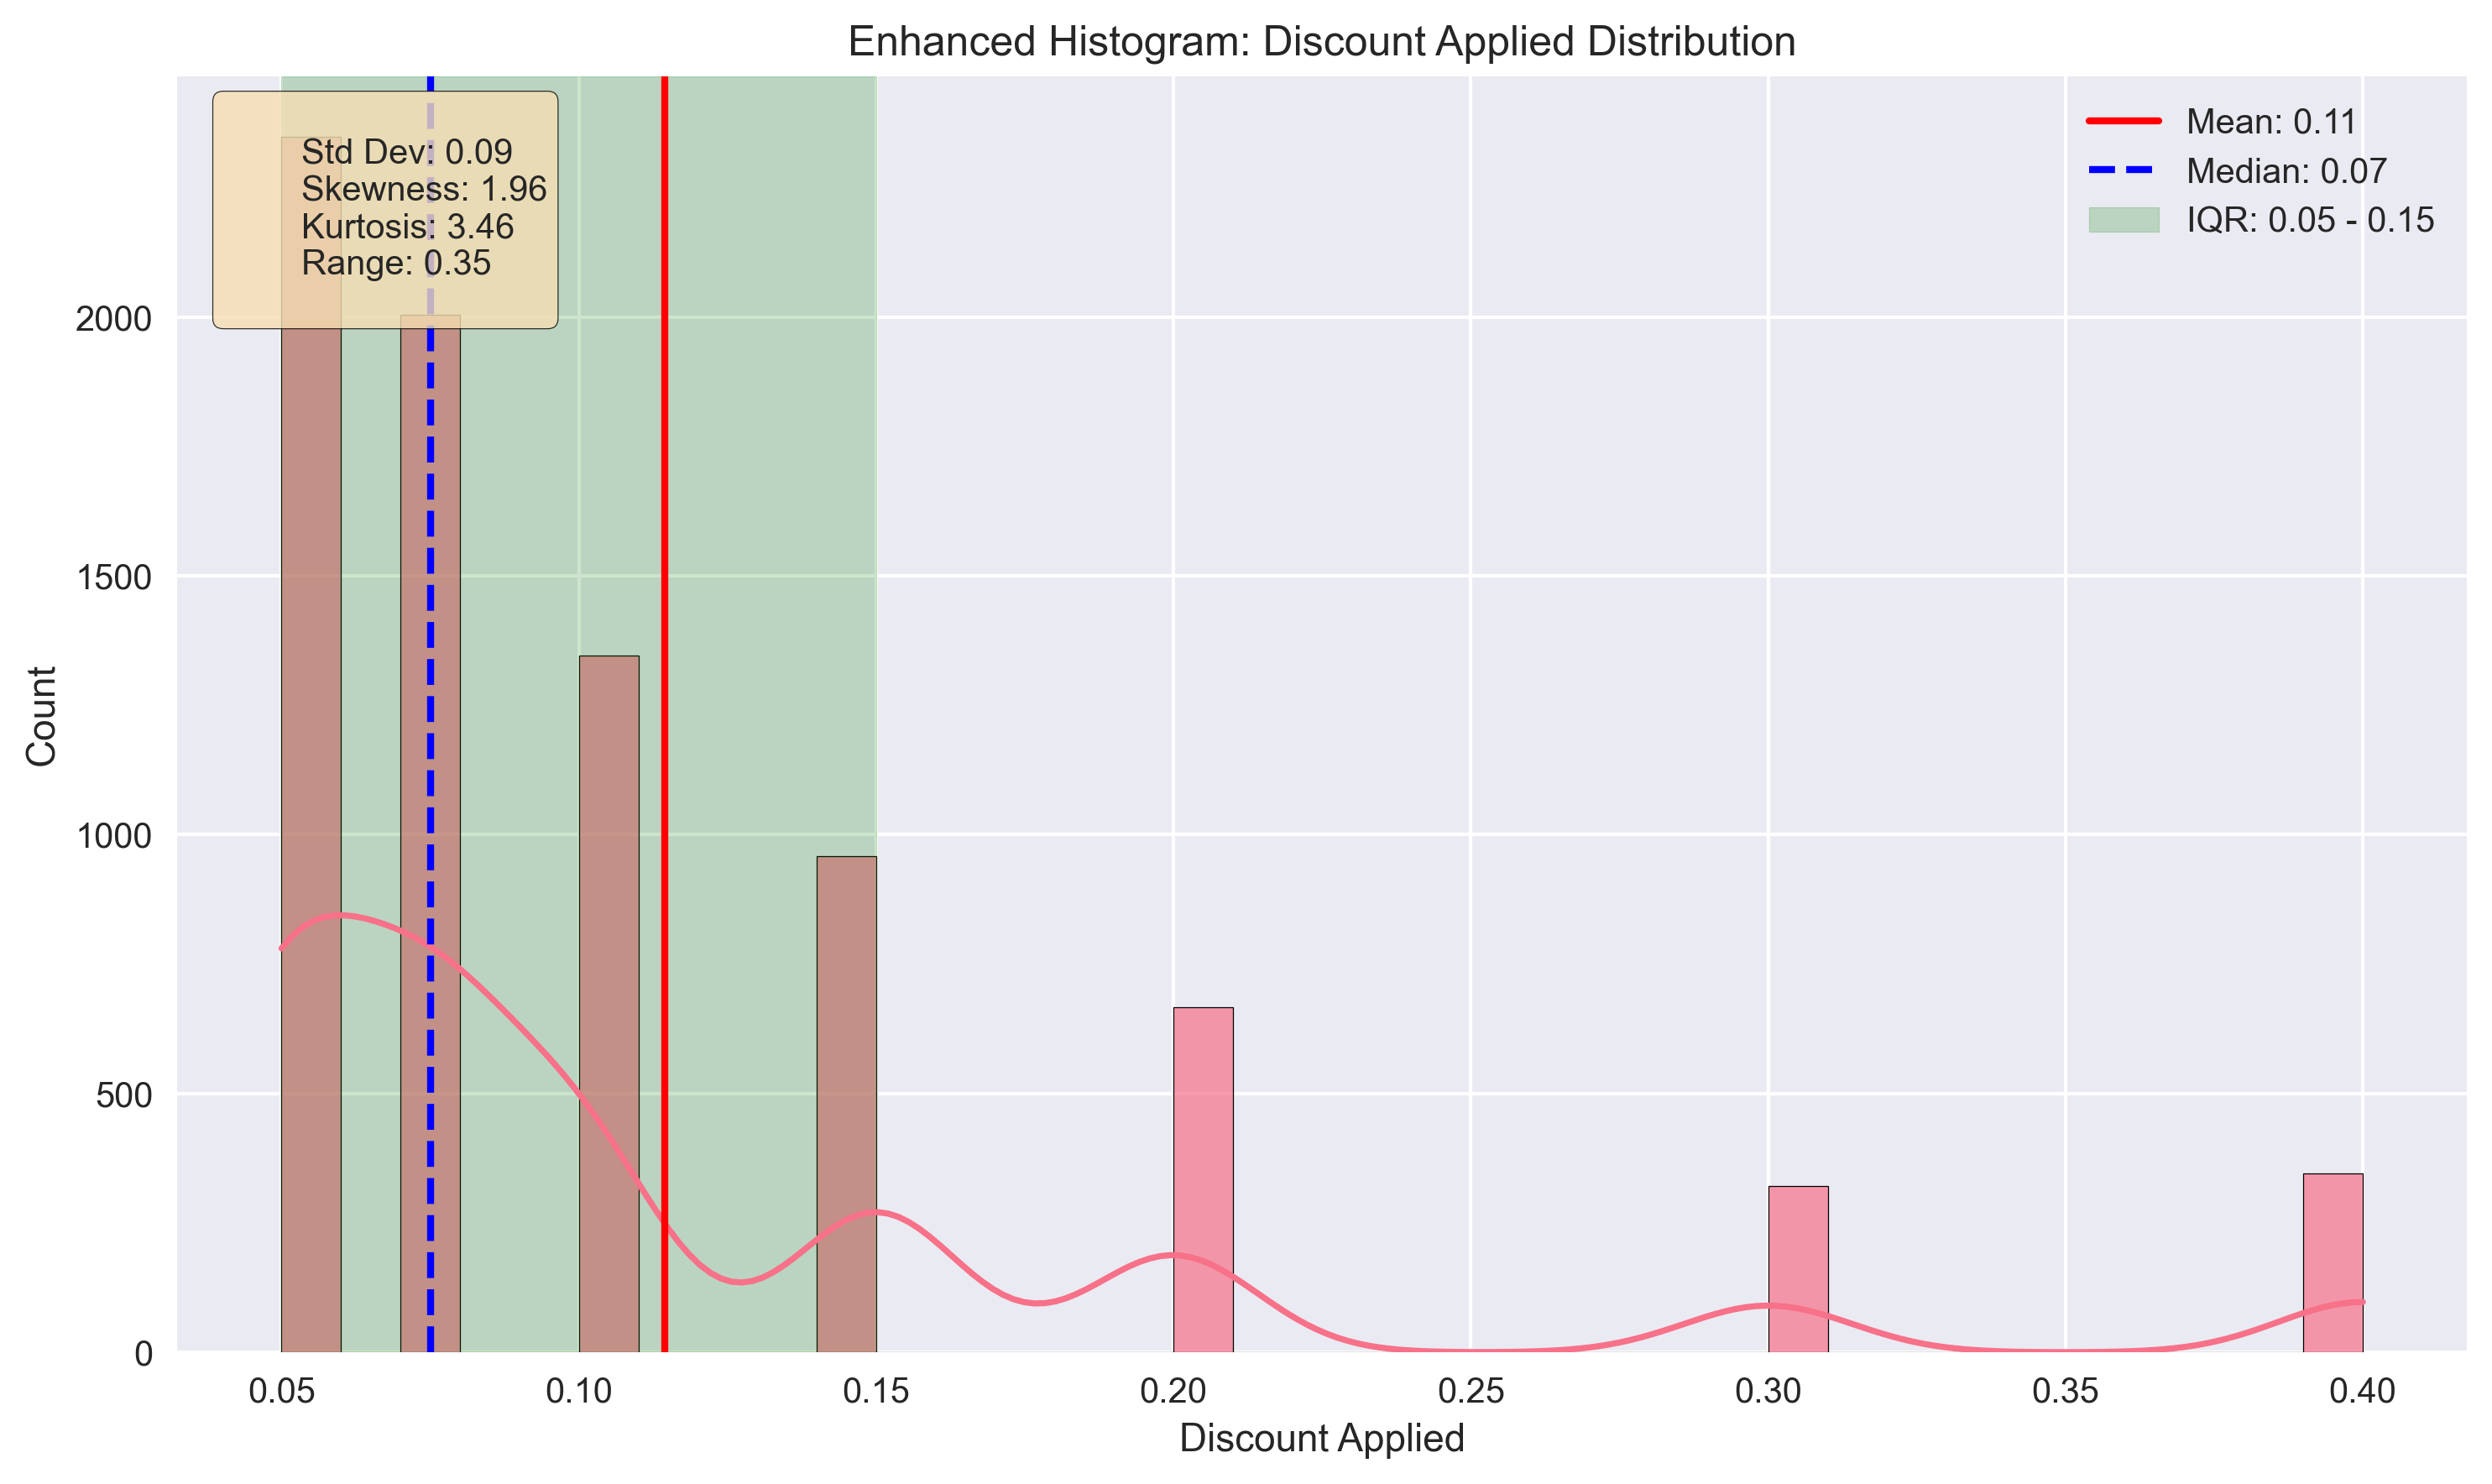 Enhanced Histogram: Discount Applied Distribution
Std Dev: 0.09
Skewness: 1.96
Kurtosis: 3.46
Range: 0.35
Mean: 0.11
Median: 0.07
IQR: 0.05 - 0.15
Count
2000
1500
1000
500
0
0.05 0.10 0.15 0.20 0.25 0.30 0.35 0.40
Discount Applied